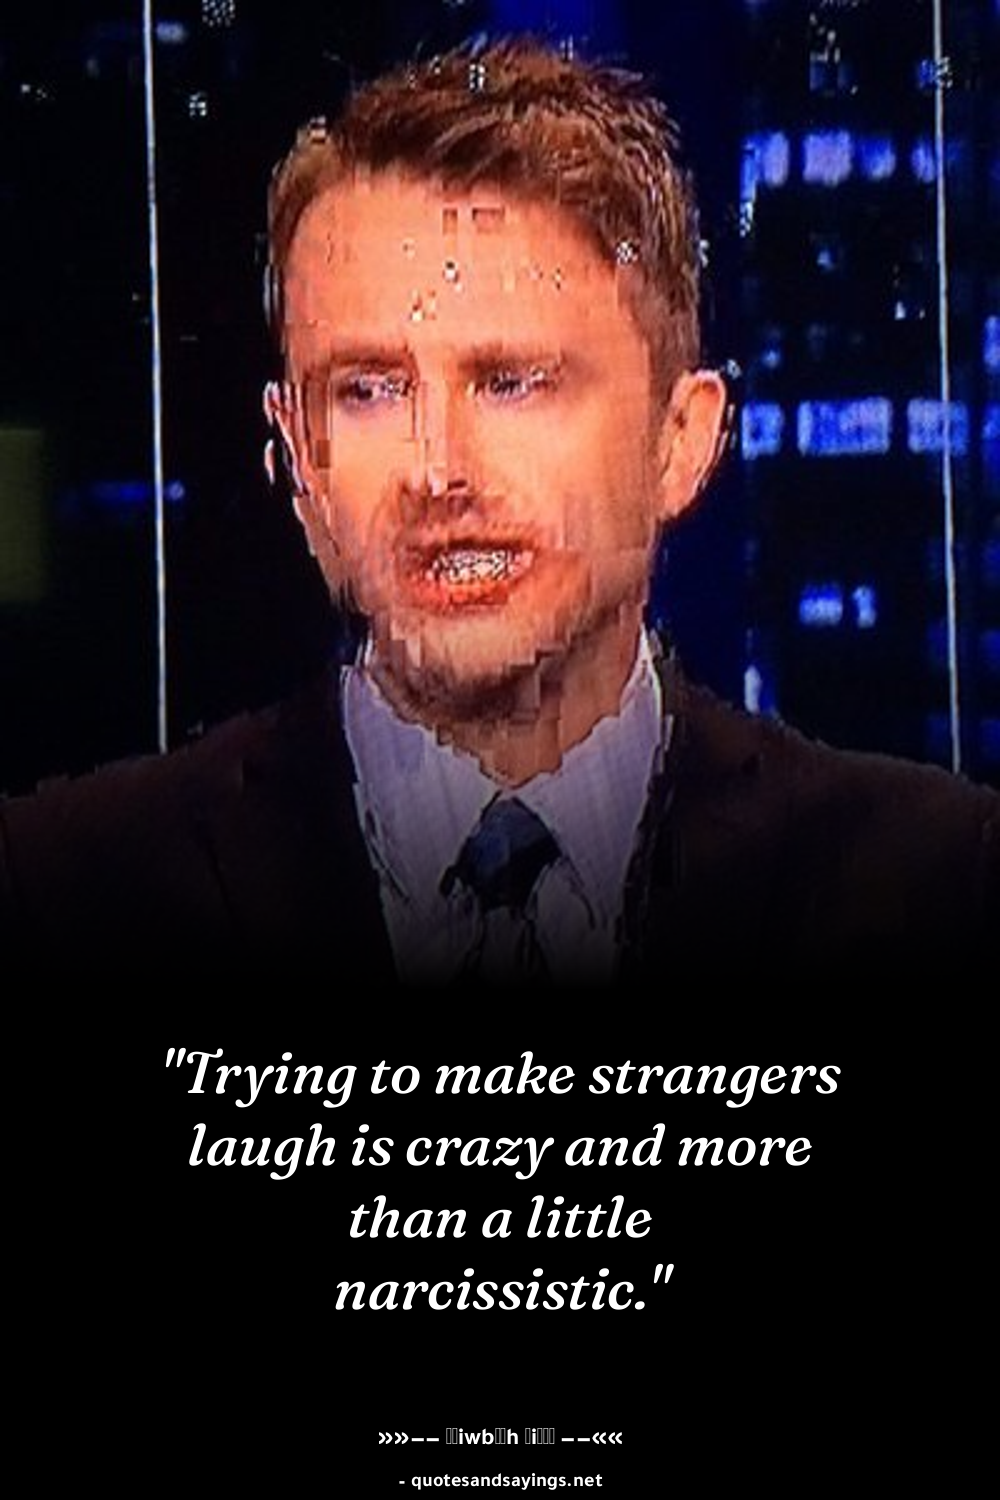 "Trying to make strangers
laugh is crazy and more
than a little
narcissistic."
- quotesandsayings.net